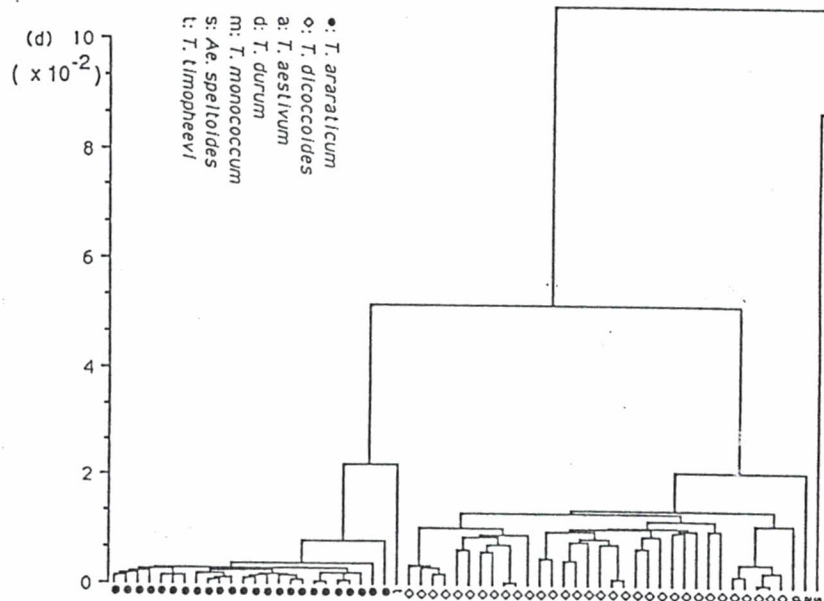 (d) 10
( x 10-2)
8
6
4
2
0
●: T. araraticum
◇: T. dicoccoides
a: T. aestivum
d: T. durum
m: T. monococcum
s: Ae. speltoides
t: T. timopheevi